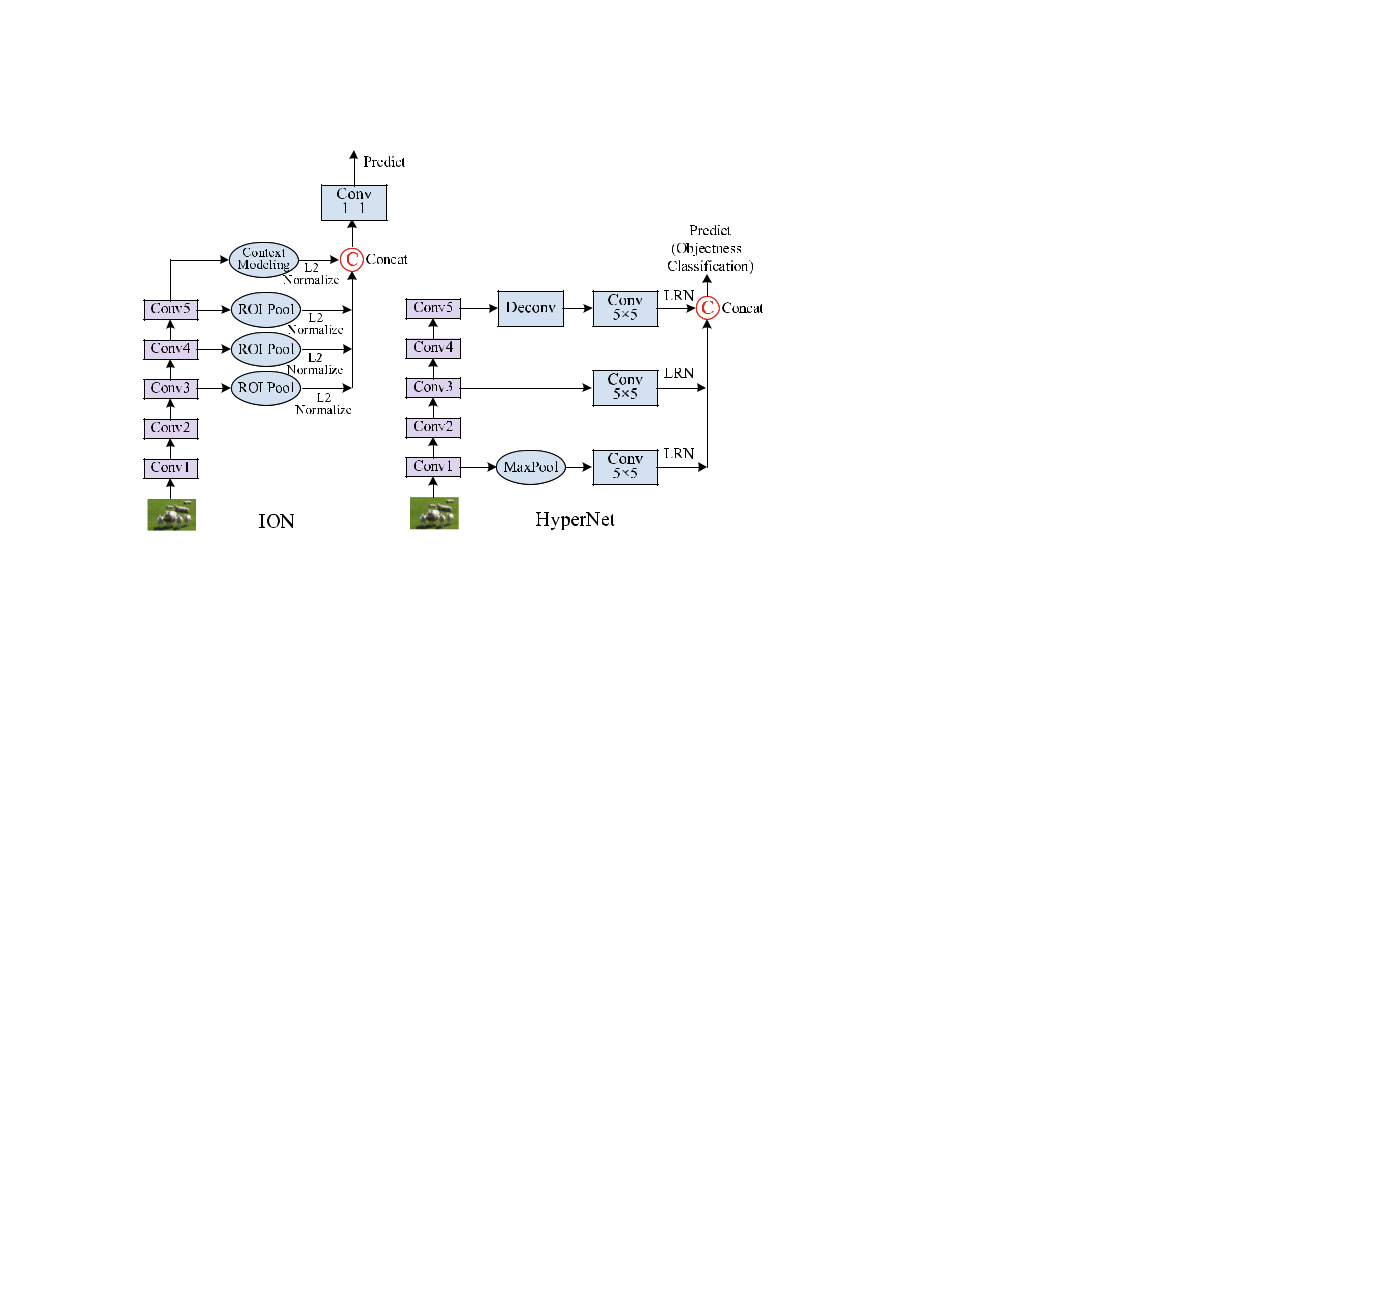 Predict
Conv
1 1
Context
Modeling
L2
Normalize
C
Concat
Conv5
ROI Pool
L2
Normalize
Conv4
ROI Pool
L2
Normalize
Conv3
ROI Pool
L2
Normalize
Conv2
Conv1
ION
Predict
(Objectness
Classification)
Conv5
Deconv
Conv
5×5
LRN
C
Concat
Conv4
Conv3
Conv
5×5
LRN
Conv2
Conv1
MaxPool
Conv
5×5
LRN
HyperNet